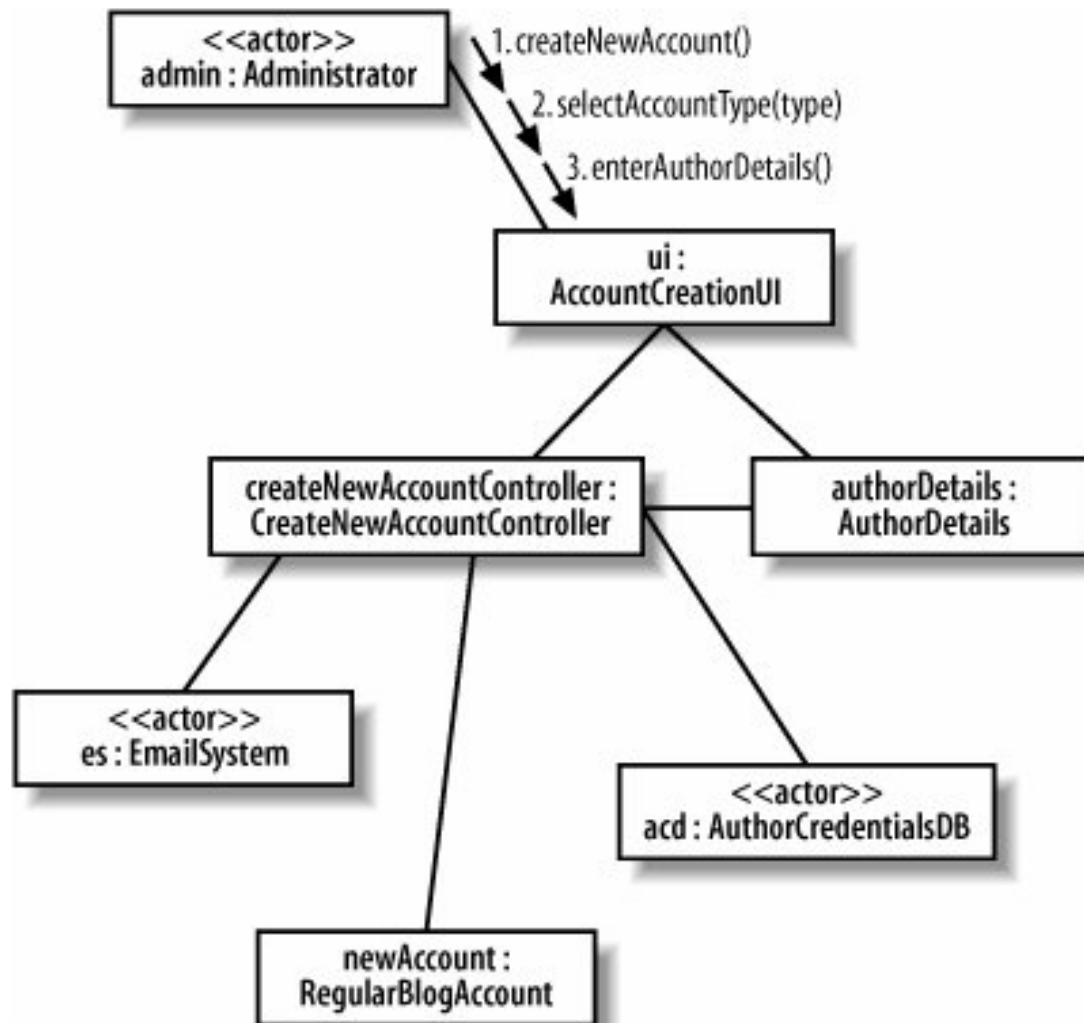 <<actor>>
admin : Administrator
1. createNewAccount()
2. selectAccountType(type)
3. enterAuthorDetails()
ui :
AccountCreationUI
createNewAccountController :
CreateNewAccountController
authorDetails :
AuthorDetails
<<actor>>
es : EmailSystem
<<actor>>
acd : AuthorCredentialsDB
newAccount :
RegularBlogAccount